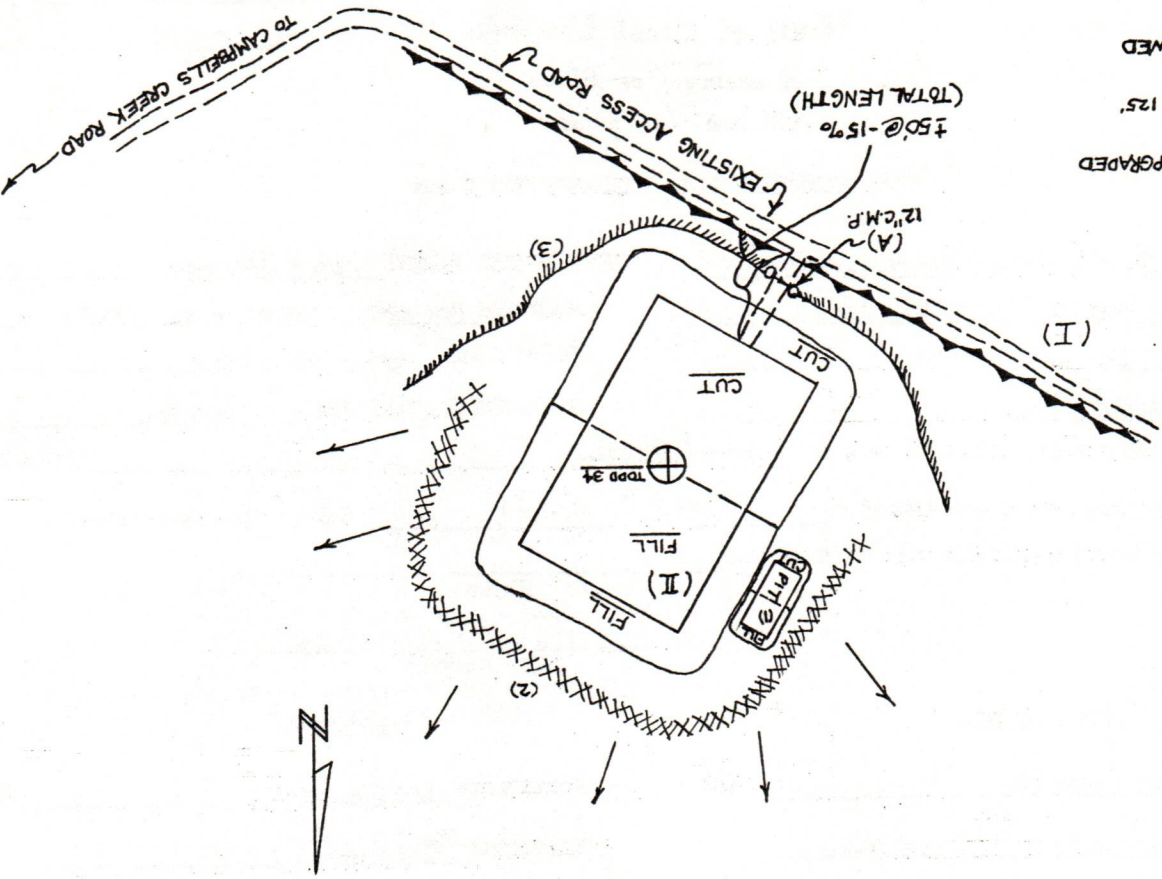 N
(2)
FILL
(II)
FILL
FILL
PIT
CUT
TODD 34
CUT
CUT
(3)
(I)
(A)
12" C.M.P.
EXISTING ACCESS ROAD
PGRADED
±50' @ -15%
(TOTAL LENGTH)
125'
TO CAMPBELLS CREEK ROAD